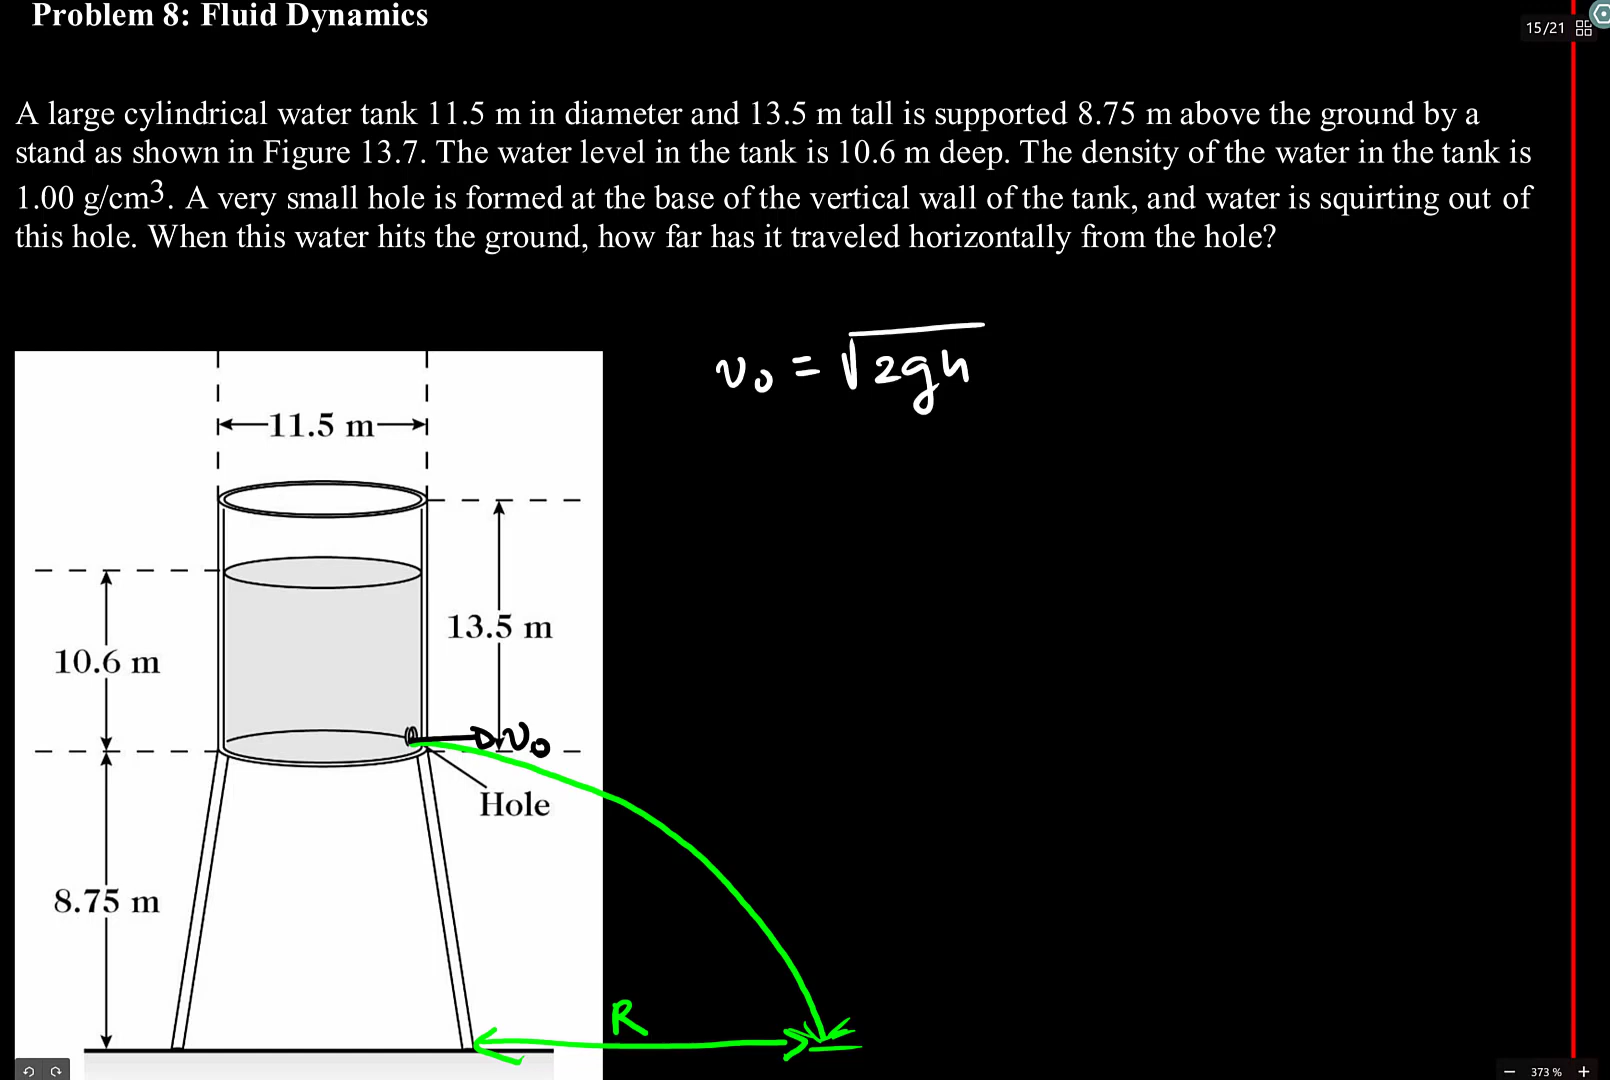 Problem 8: Fluid Dynamics
15/21
A large cylindrical water tank 11.5 m in diameter and 13.5 m tall is supported 8.75 m above the ground by a
stand as shown in Figure 13.7. The water level in the tank is 10.6 m deep. The density of the water in the tank is
1.00 g/cm3. A very small hole is formed at the base of the vertical wall of the tank, and water is squirting out of
this hole. When this water hits the ground, how far has it traveled horizontally from the hole?
v₀ = √2gh
11.5 m
13.5 m
10.6 m
v₀
Hole
8.75 m
R
373 %